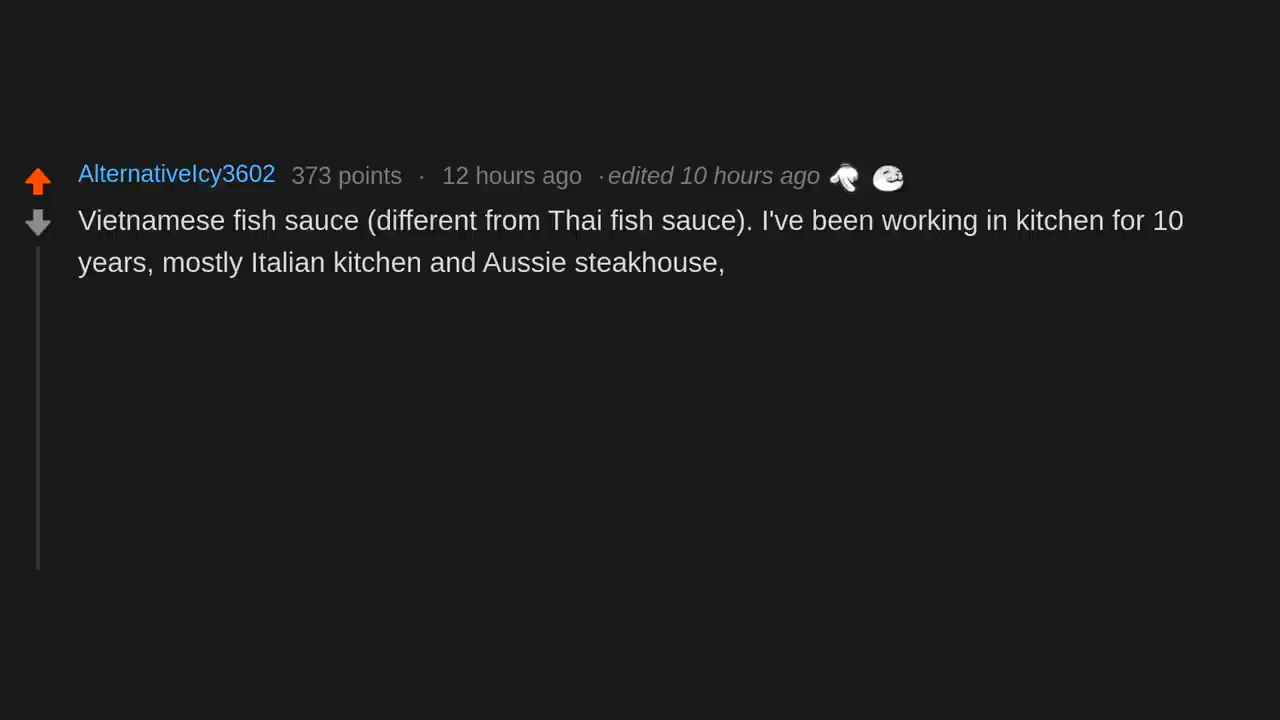 AlternativeIcy3602 373 points · 12 hours ago · edited 10 hours ago
Vietnamese fish sauce (different from Thai fish sauce). I've been working in kitchen for 10
years, mostly Italian kitchen and Aussie steakhouse,